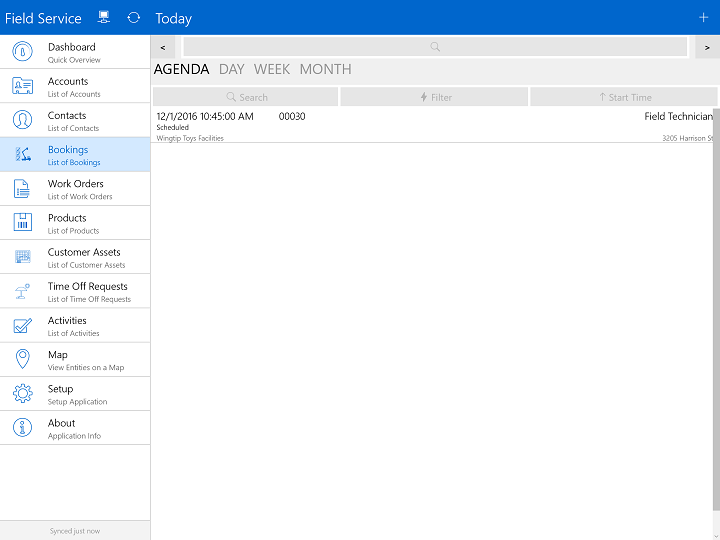 Field Service
Today
+
<
>
Dashboard
Quick Overview
Accounts
List of Accounts
Contacts
List of Contacts
Bookings
List of Bookings
Work Orders
List of Work Orders
Products
List of Products
Customer Assets
List of Customer Assets
Time Off Requests
List of Time Off Requests
Activities
List of Activities
Map
View Entities on a Map
Setup
Setup Application
About
Application Info
Synced just now
AGENDA DAY WEEK MONTH
Search
Filter
Start Time
12/1/2016 10:45:00 AM 00030 Field Technician
Scheduled
Wingtip Toys Facilities 3205 Harrison St